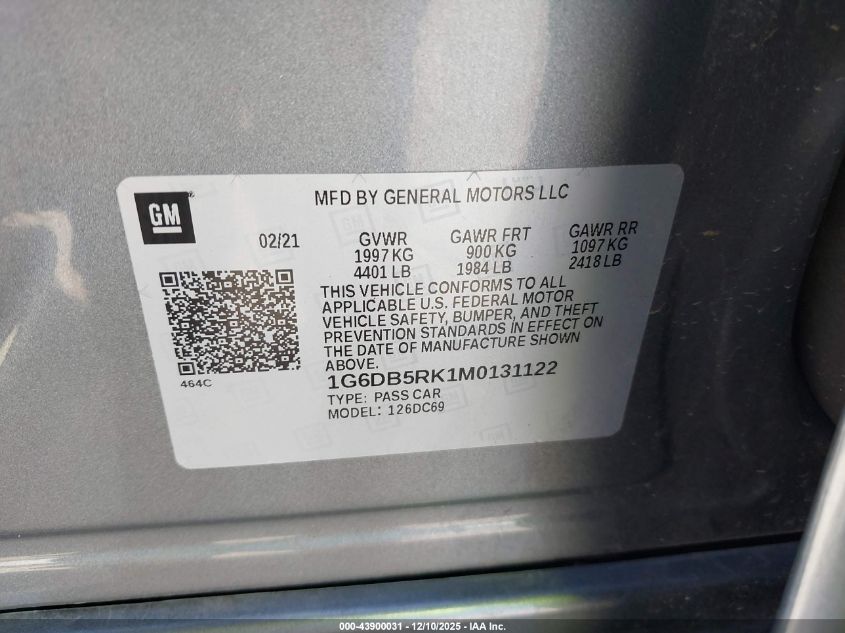 GM
MFD BY GENERAL MOTORS LLC
02/21
GVWR GAWR FRT GAWR RR
1997 KG 900 KG 1097 KG
4401 LB 1984 LB 2418 LB
THIS VEHICLE CONFORMS TO ALL
APPLICABLE U.S. FEDERAL MOTOR
VEHICLE SAFETY, BUMPER, AND THEFT
PREVENTION STANDARDS IN EFFECT ON
THE DATE OF MANUFACTURE SHOWN
ABOVE.
464C
1G6DB5RK1M0131122
TYPE: PASS CAR
MODEL: 126DC69
000-43900031 - 12/10/2025 - IAA Inc.